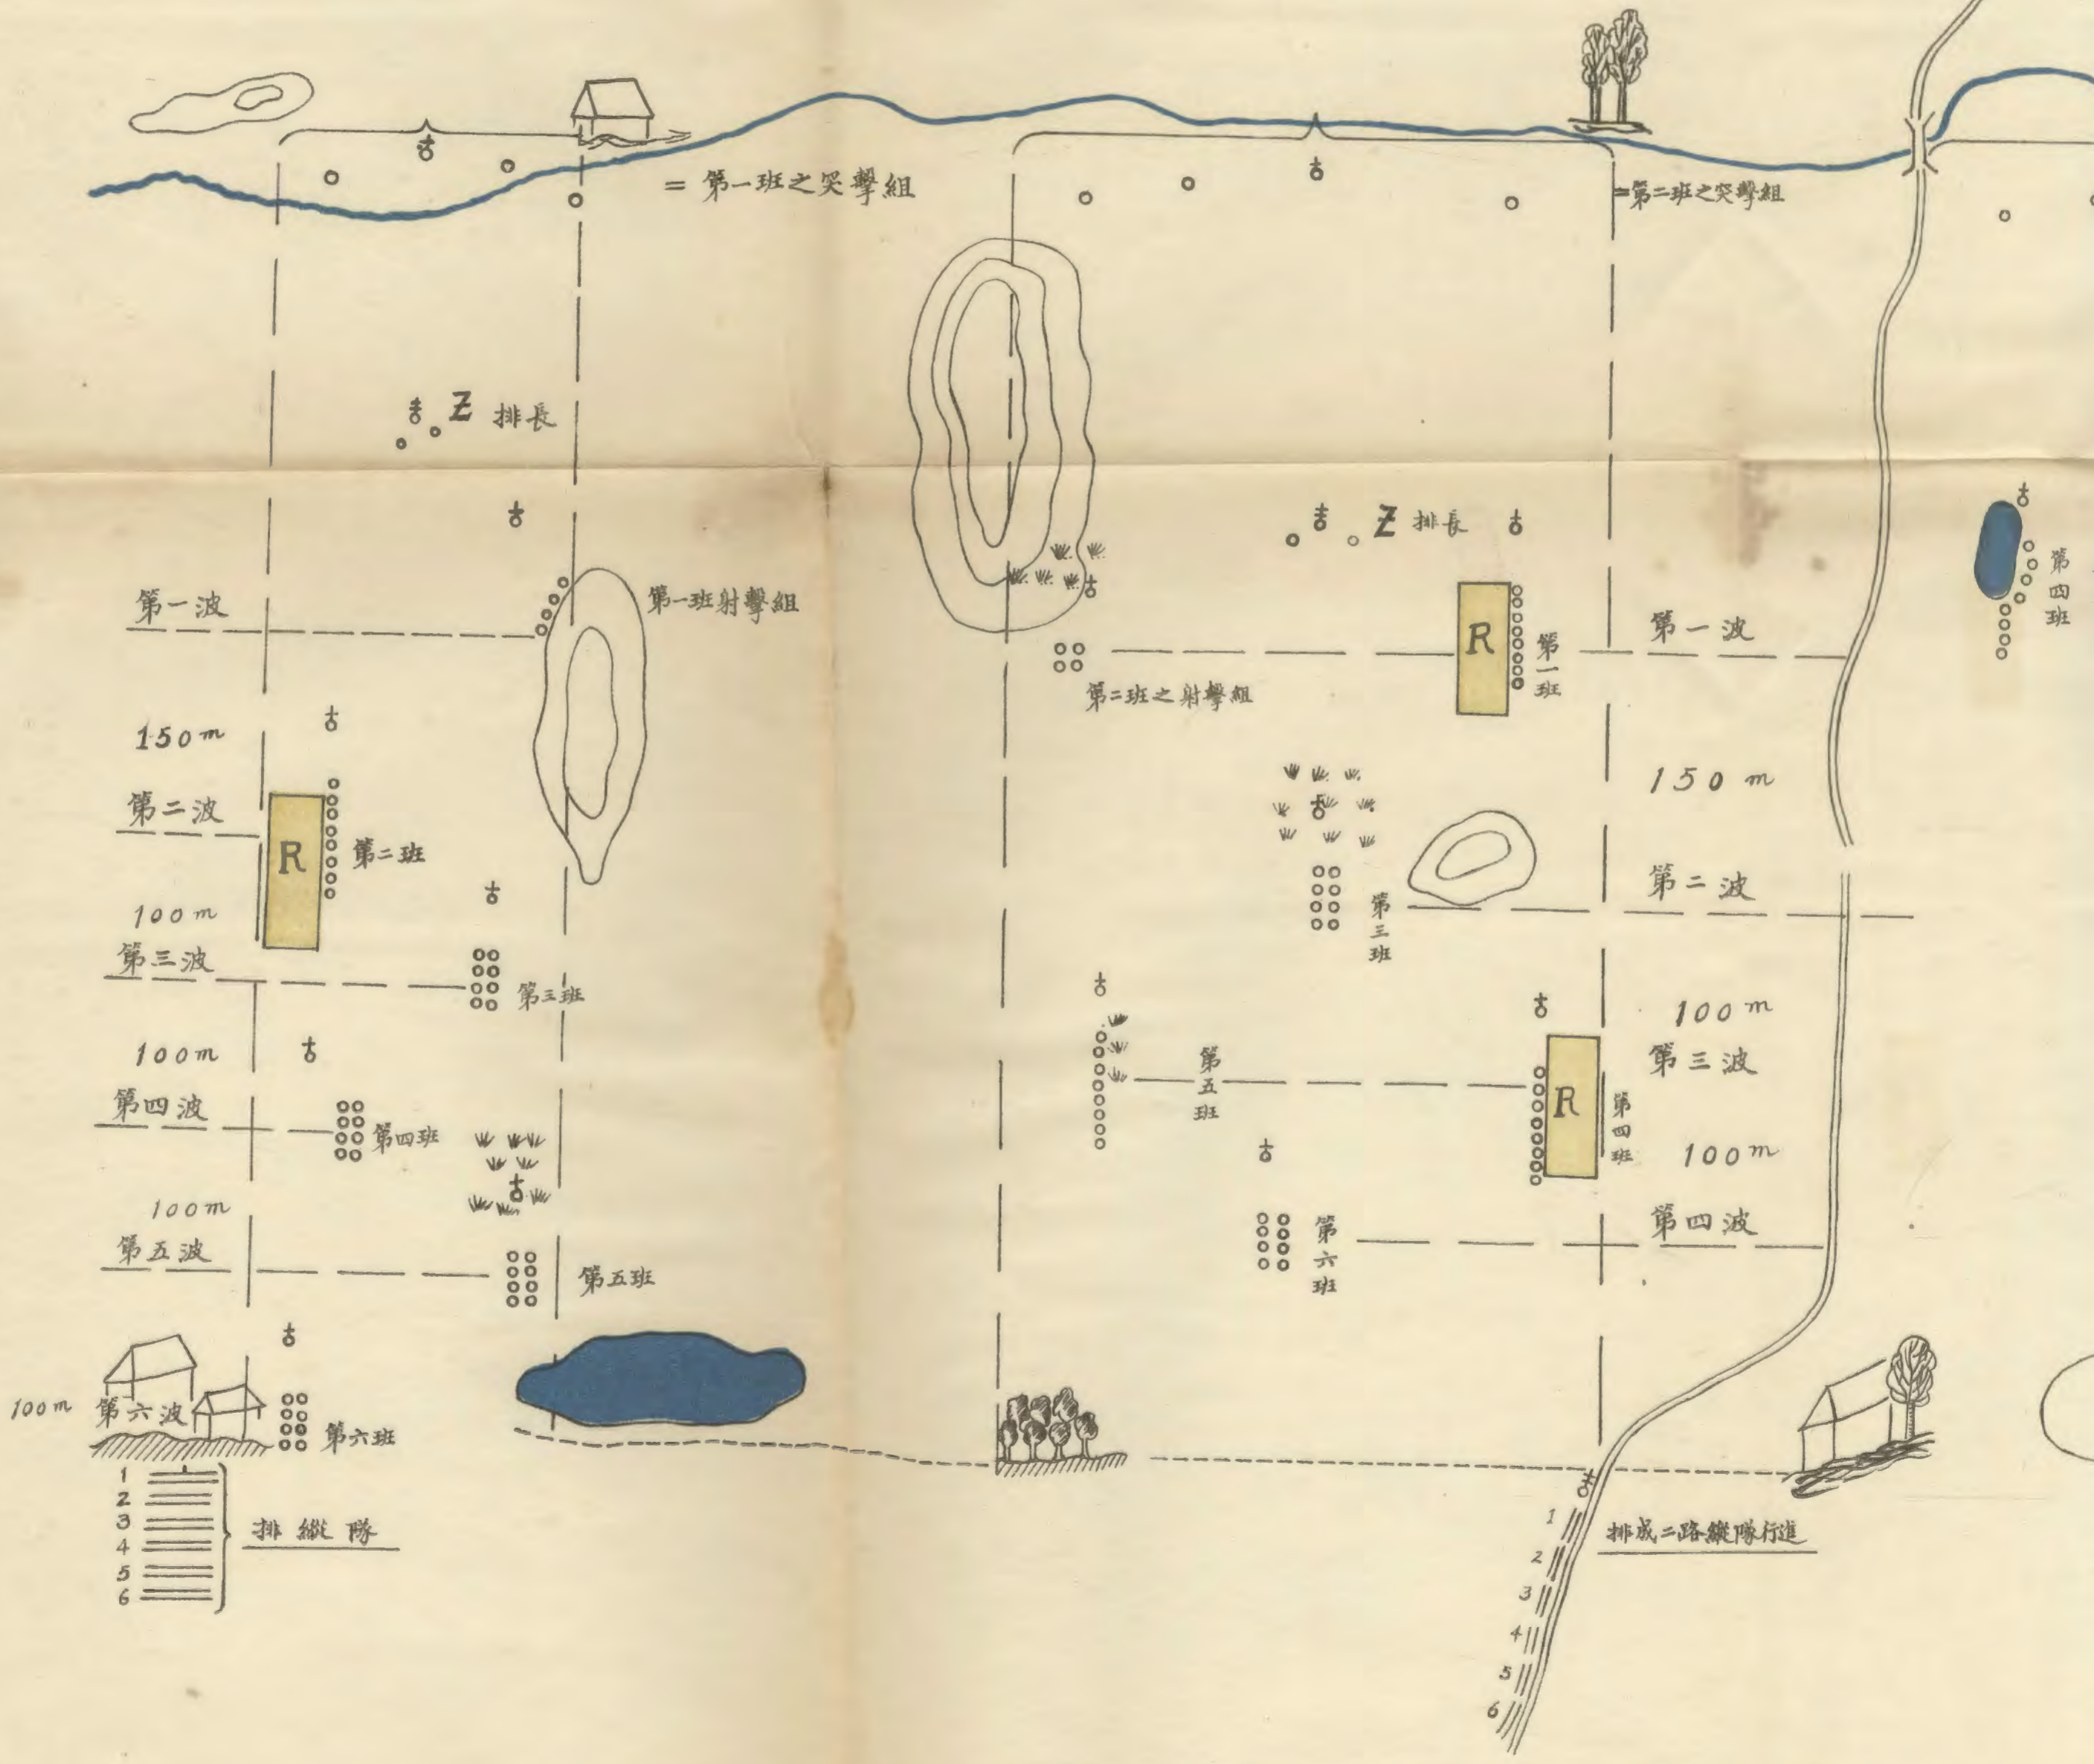 =第一班之突擊組
=第二班之突擊組
Z 排長
第一波
第一班射擊組
150m
第二波
R
第二班
100m
第三波
第三班
100m
第四波
第四班
100m
第五波
第五班
100m
第六波
第六班
1
2
3
4
5
6
排縱隊
Z 排長
R
第一班
第一波
第二班之射擊組
150m
第三班
第二波
100m
第三波
第五班
R
第四班
100m
第四波
第六班
1
2
3
4
5
6
排成二路縱隊行進
第四班